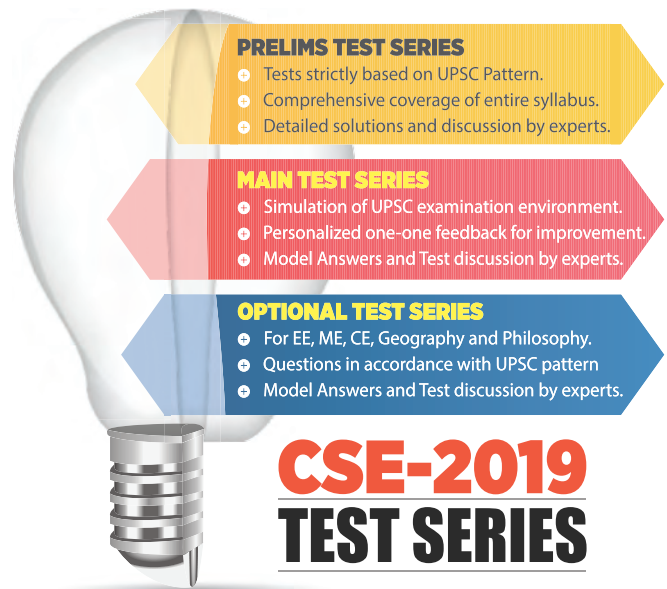 PRELIMS TEST SERIES
Tests strictly based on UPSC Pattern.
Comprehensive coverage of entire syllabus.
Detailed solutions and discussion by experts.
MAIN TEST SERIES
Simulation of UPSC examination environment.
Personalized one-one feedback for improvement.
Model Answers and Test discussion by experts.
OPTIONAL TEST SERIES
For EE, ME, CE, Geography and Philosophy.
Questions in accordance with UPSC pattern
Model Answers and Test discussion by experts.
CSE-2019
TEST SERIES